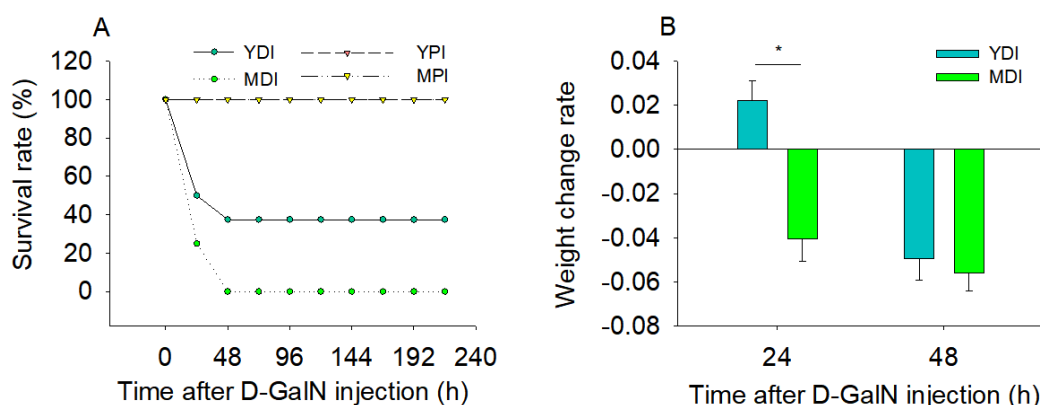 A
YDI
YPI
MDI
MPI
120
100
80
60
40
20
0
Survival rate (%)
0 48 96 144 192 240
Time after D-GalN injection (h)
B
YDI
MDI
*
0.04
0.02
0.00
-0.02
-0.04
-0.06
-0.08
Weight change rate
24 48
Time after D-GalN injection (h)